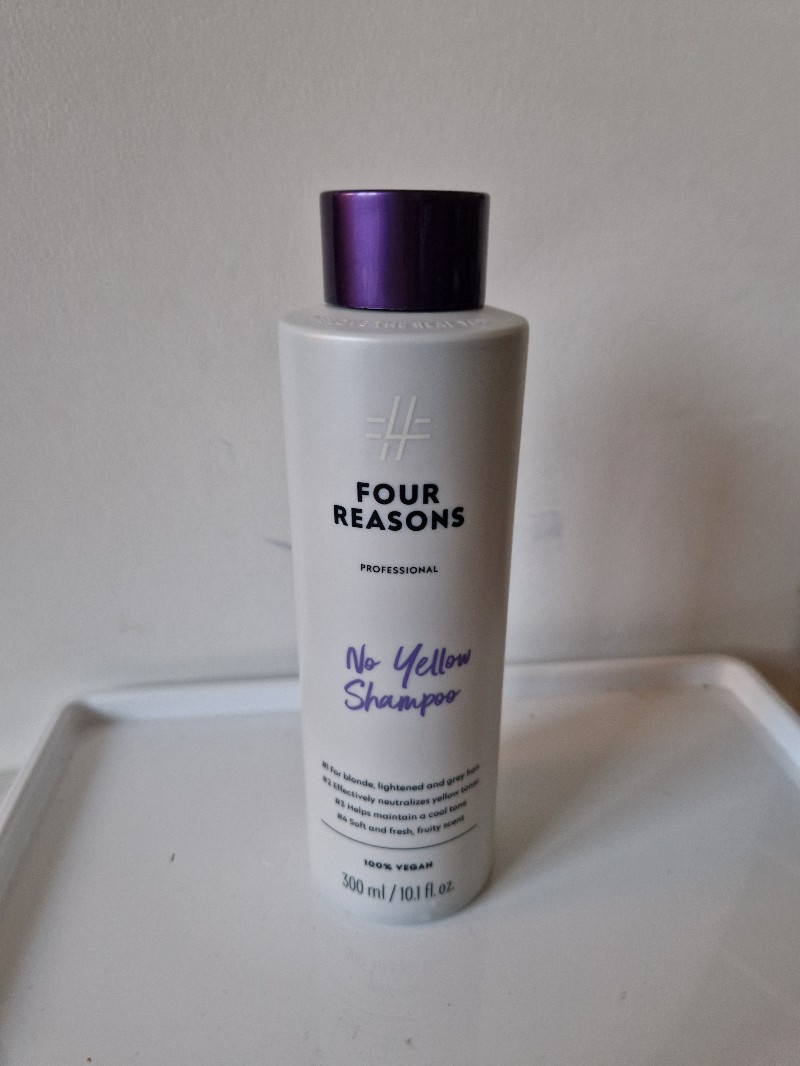 #4
FOUR
REASONS
PROFESSIONAL
No Yellow
Shampoo
#1 For blonde, lightened and grey hair
#2 Effectively neutralizes yellow tones
#3 Helps maintain a cool tone
#4 Soft and fresh, fruity scent
100% VEGAN
300 ml / 10.1 fl. oz.